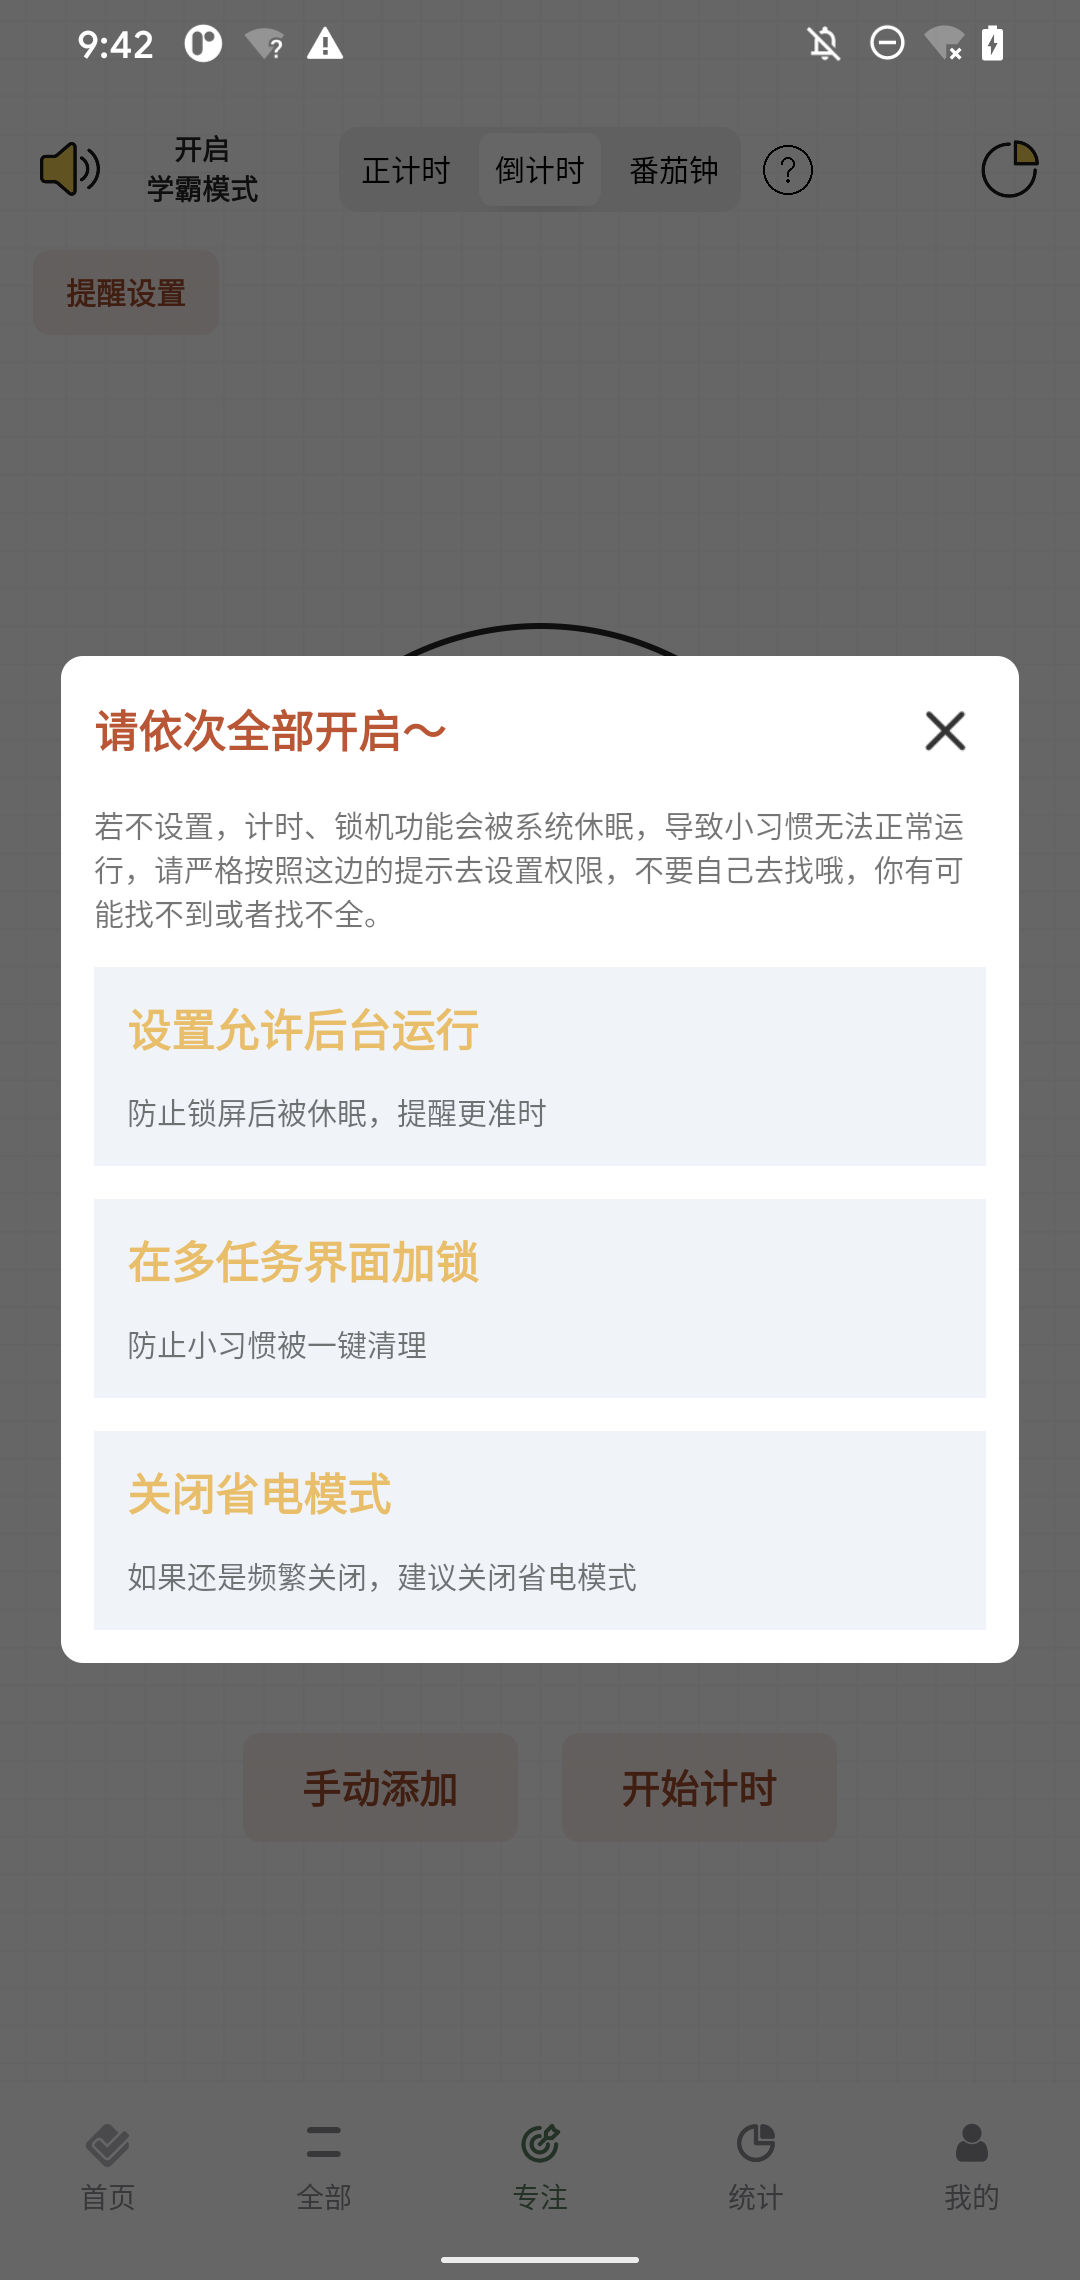 9:42
开启
学霸模式
正计时
倒计时
番茄钟
提醒设置
请依次全部开启～
若不设置，计时、锁机功能会被系统休眠，导致小习惯无法正常运
行，请严格按照这边的提示去设置权限，不要自己去找哦，你有可
能找不到或者找不全。
设置允许后台运行
防止锁屏后被休眠，提醒更准时
在多任务界面加锁
防止小习惯被一键清理
关闭省电模式
如果还是频繁关闭，建议关闭省电模式
手动添加
开始计时
首页
全部
专注
统计
我的